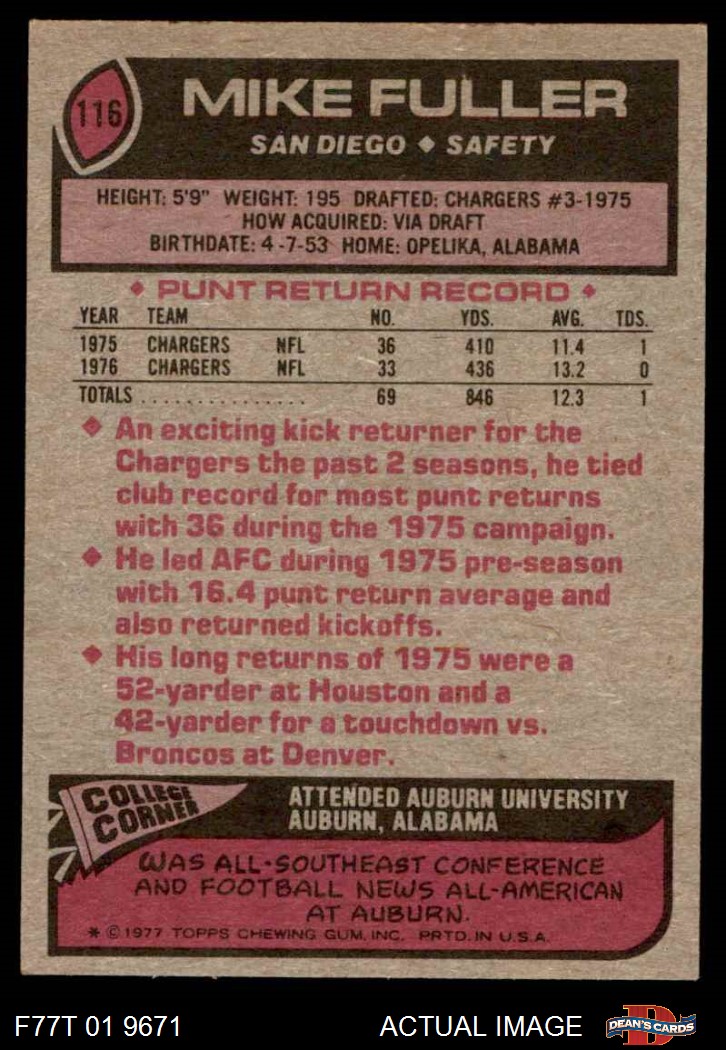 116
MIKE FULLER
SAN DIEGO ◆ SAFETY
HEIGHT: 5'9" WEIGHT: 195 DRAFTED: CHARGERS #3-1975
HOW ACQUIRED: VIA DRAFT
BIRTHDATE: 4-7-53 HOME: OPELIKA, ALABAMA
◆ PUNT RETURN RECORD ◆
YEAR TEAM NO. YDS. AVG. TDS.
1975 CHARGERS NFL 36 410 11.4 1
1976 CHARGERS NFL 33 436 13.2 0
TOTALS . . . . . . . . . . . . . . . 69 846 12.3 1
◆ An exciting kick returner for the
Chargers the past 2 seasons, he tied
club record for most punt returns
with 36 during the 1975 campaign.
◆ He led AFC during 1975 pre-season
with 16.4 punt return average and
also returned kickoffs.
◆ His long returns of 1975 were a
52-yarder at Houston and a
42-yarder for a touchdown vs.
Broncos at Denver.
COLLEGE
CORNER
ATTENDED AUBURN UNIVERSITY
AUBURN, ALABAMA
WAS ALL-SOUTHEAST CONFERENCE
AND FOOTBALL NEWS ALL-AMERICAN
AT AUBURN.
* © 1977 TOPPS CHEWING GUM, INC. PRTD. IN U.S.A.
F77T 01 9671 ACTUAL IMAGE
D
DEAN'S CARDS